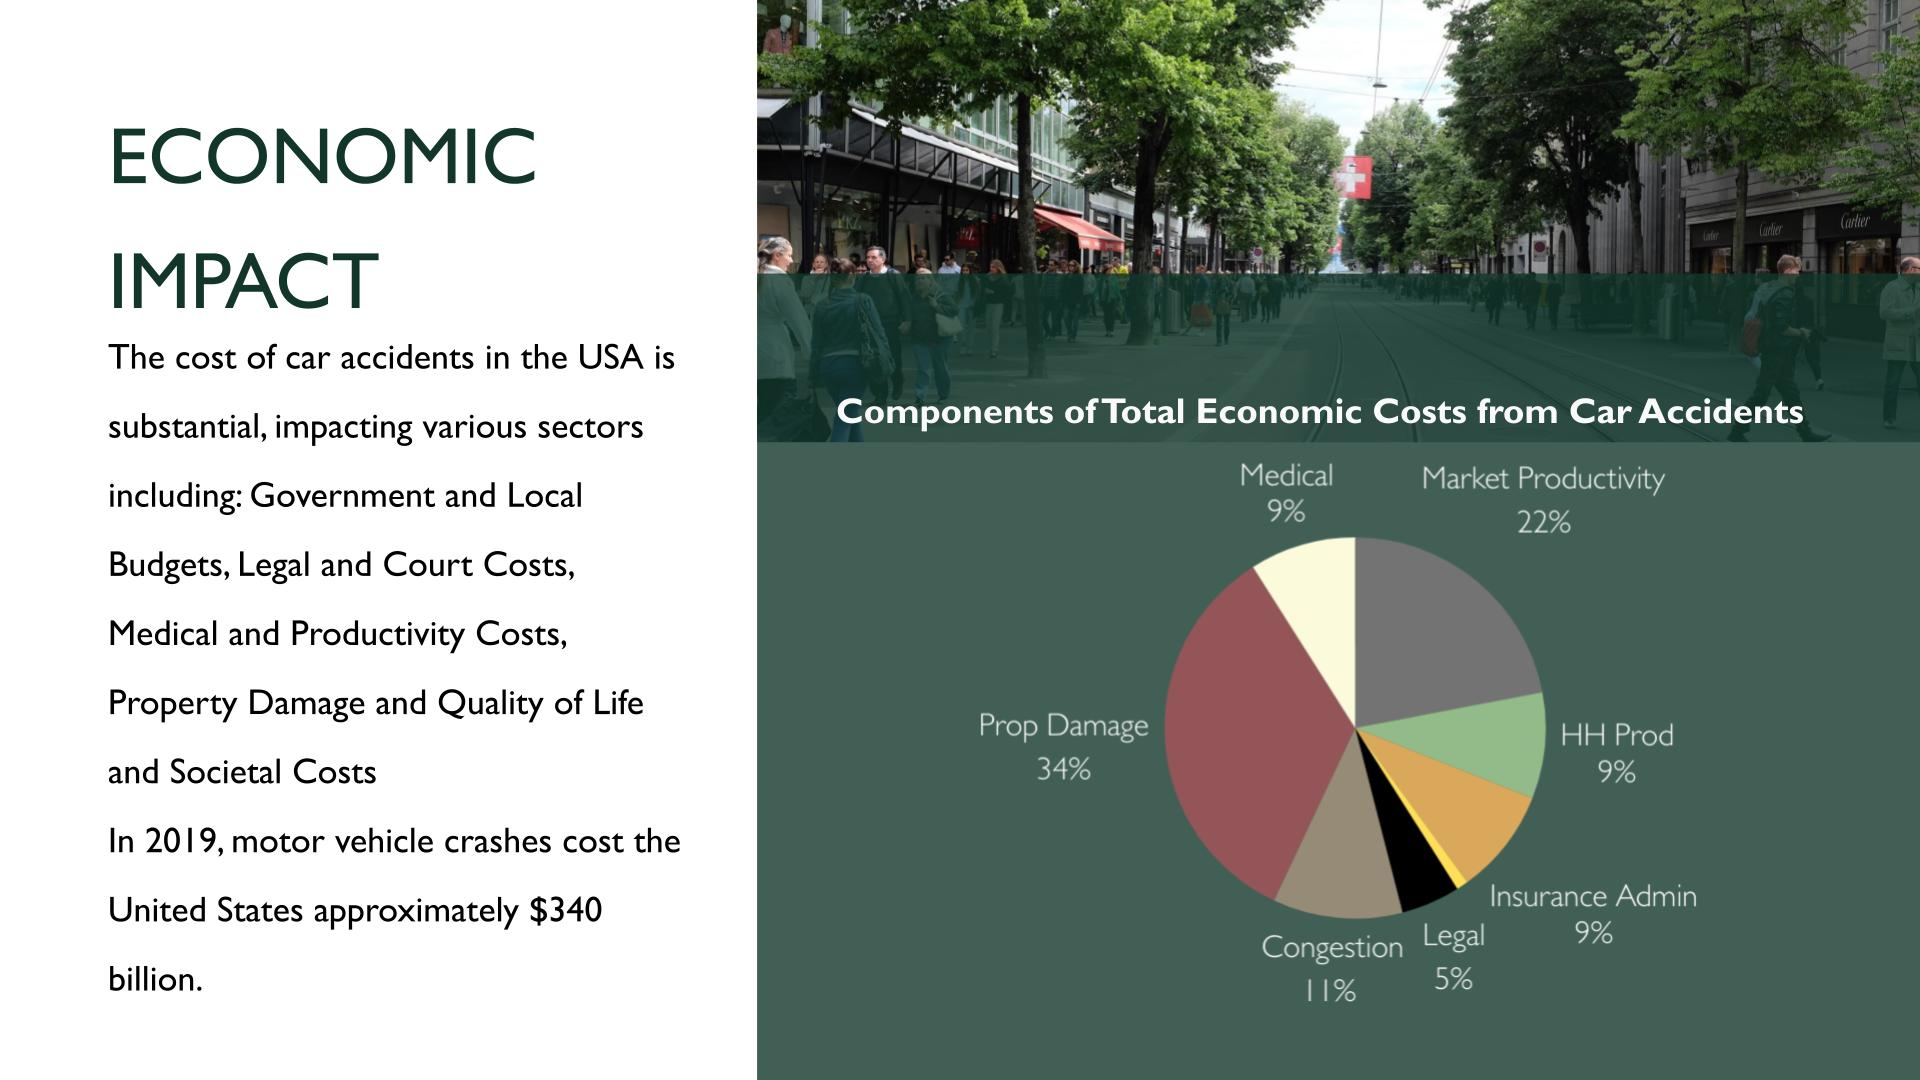 ECONOMIC
IMPACT
The cost of car accidents in the USA is
substantial, impacting various sectors
including: Government and Local
Budgets, Legal and Court Costs,
Medical and Productivity Costs,
Property Damage and Quality of Life
and Societal Costs
In 2019, motor vehicle crashes cost the
United States approximately $340
billion.
Cartier
Cartier
Cartier
Components of Total Economic Costs from Car Accidents
Medical
9%
Market Productivity
22%
Prop Damage
34%
HH Prod
9%
Insurance Admin
9%
Legal
5%
Congestion
11%